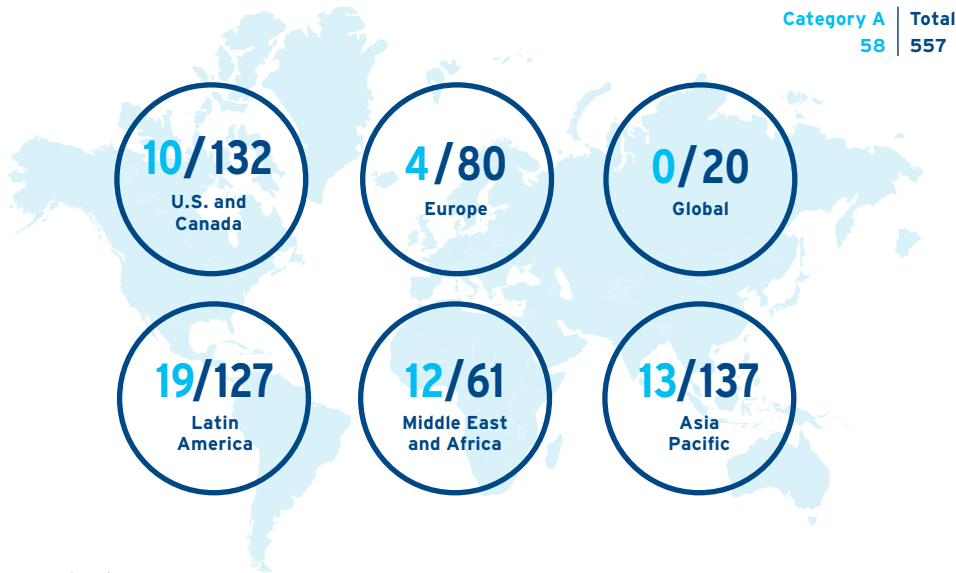 Category A Total
58 557
10/132
U.S. and
Canada
4/80
Europe
0/20
Global
19/127
Latin
America
12/61
Middle East
and Africa
13/137
Asia
Pacific